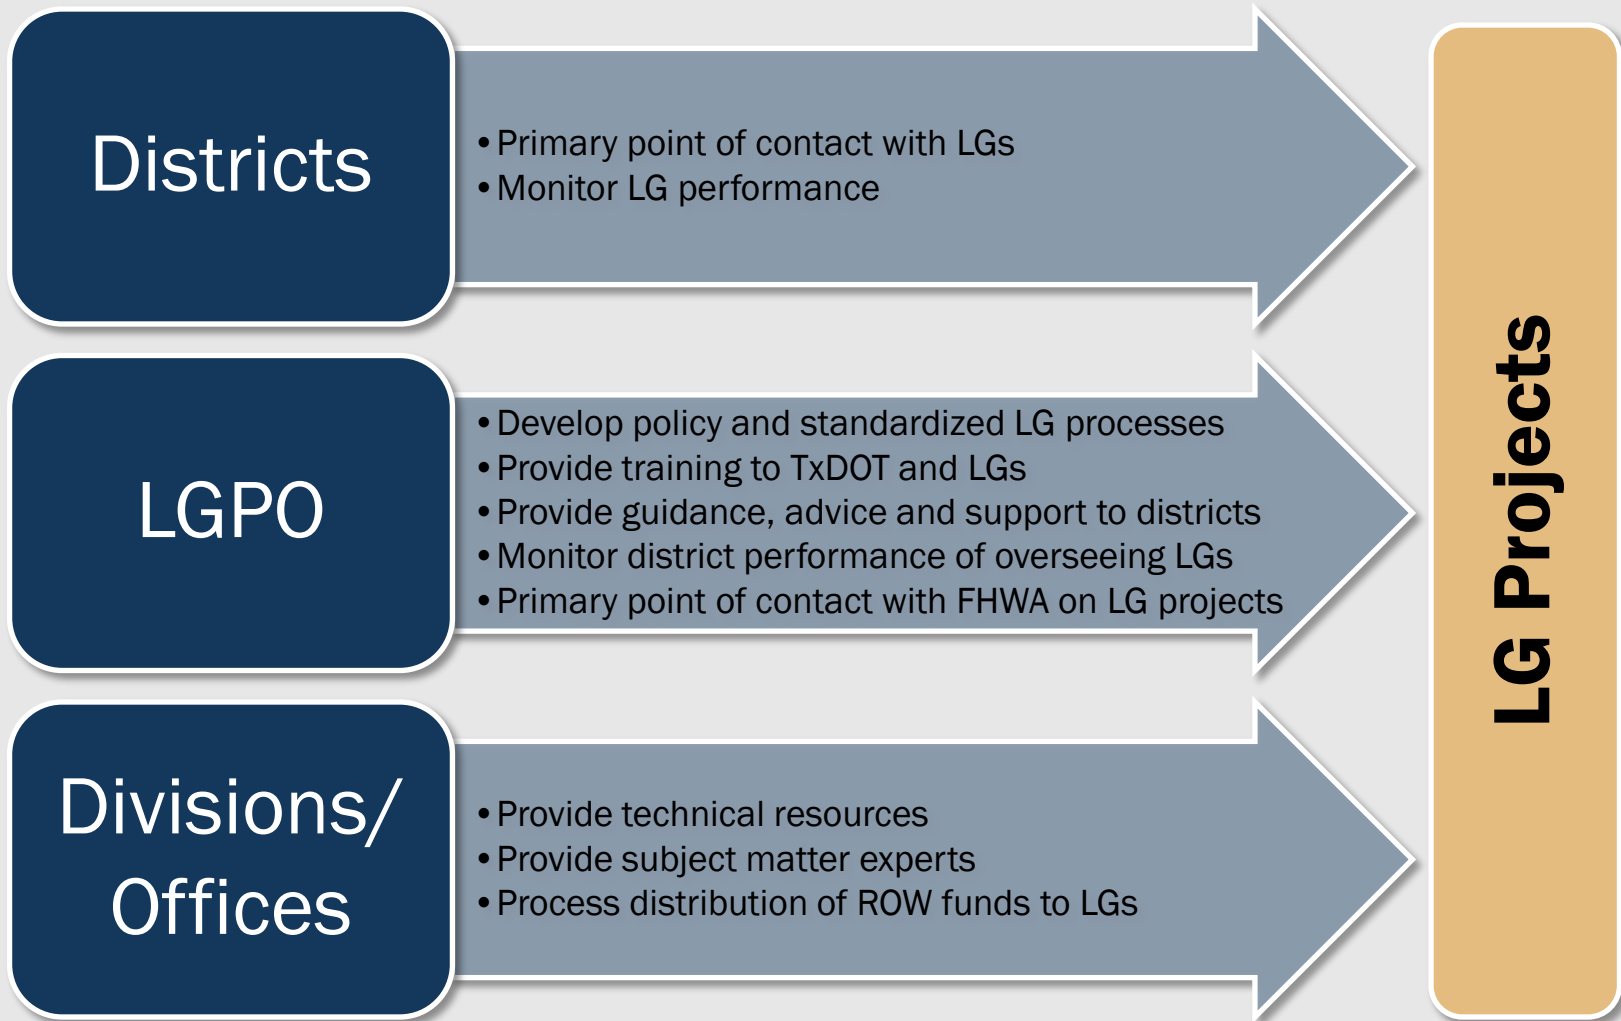 Districts
•Primary point of contact with LGs
•Monitor LG performance
LGPO
•Develop policy and standardized LG processes
•Provide training to TxDOT and LGs
•Provide guidance, advice and support to districts
•Monitor district performance of overseeing LGs
•Primary point of contact with FHWA on LG projects
Divisions/
Offices
•Provide technical resources
•Provide subject matter experts
•Process distribution of ROW funds to LGs
LG Projects